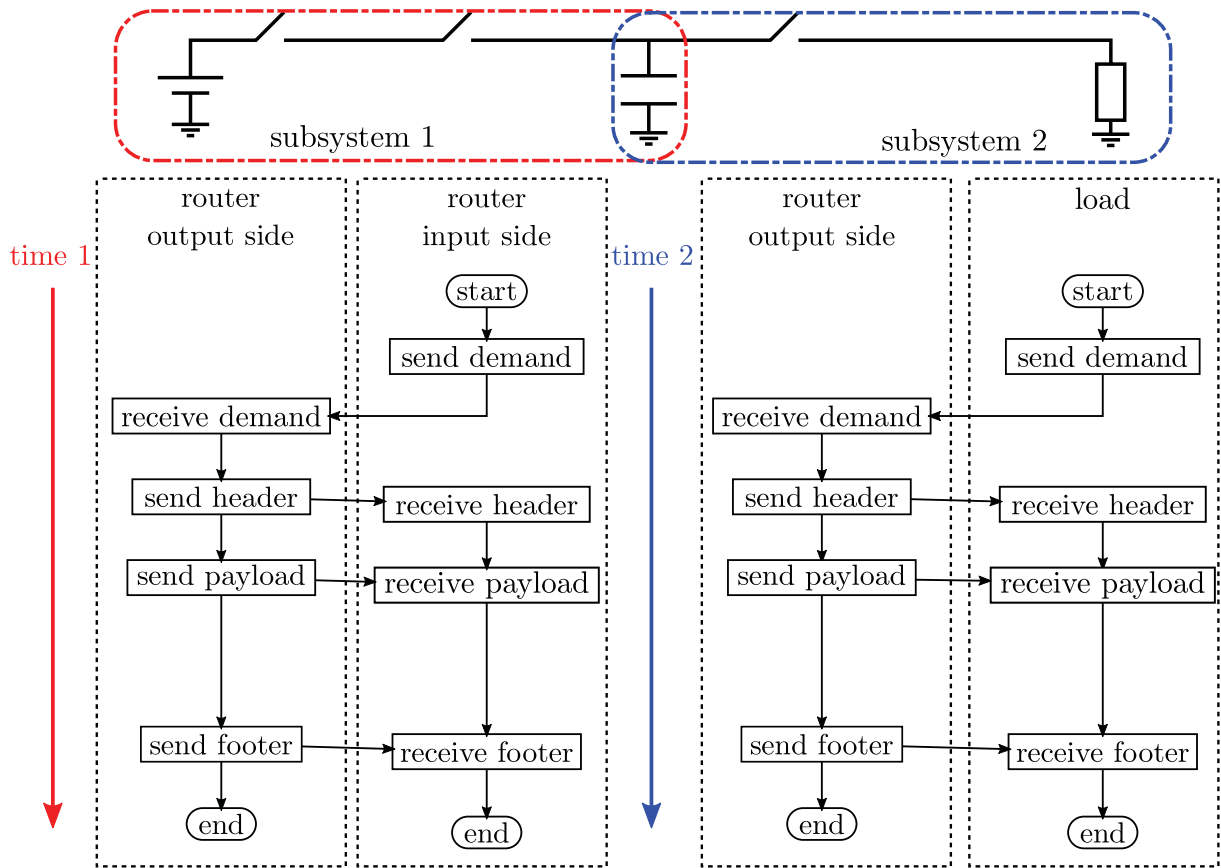 subsystem 1
subsystem 2
router
output side
router
input side
router
output side
load
time 1
time 2
start
send demand
receive demand
send header
receive header
send payload
receive payload
send footer
receive footer
end
end
start
send demand
receive demand
send header
receive header
send payload
receive payload
send footer
receive footer
end
end